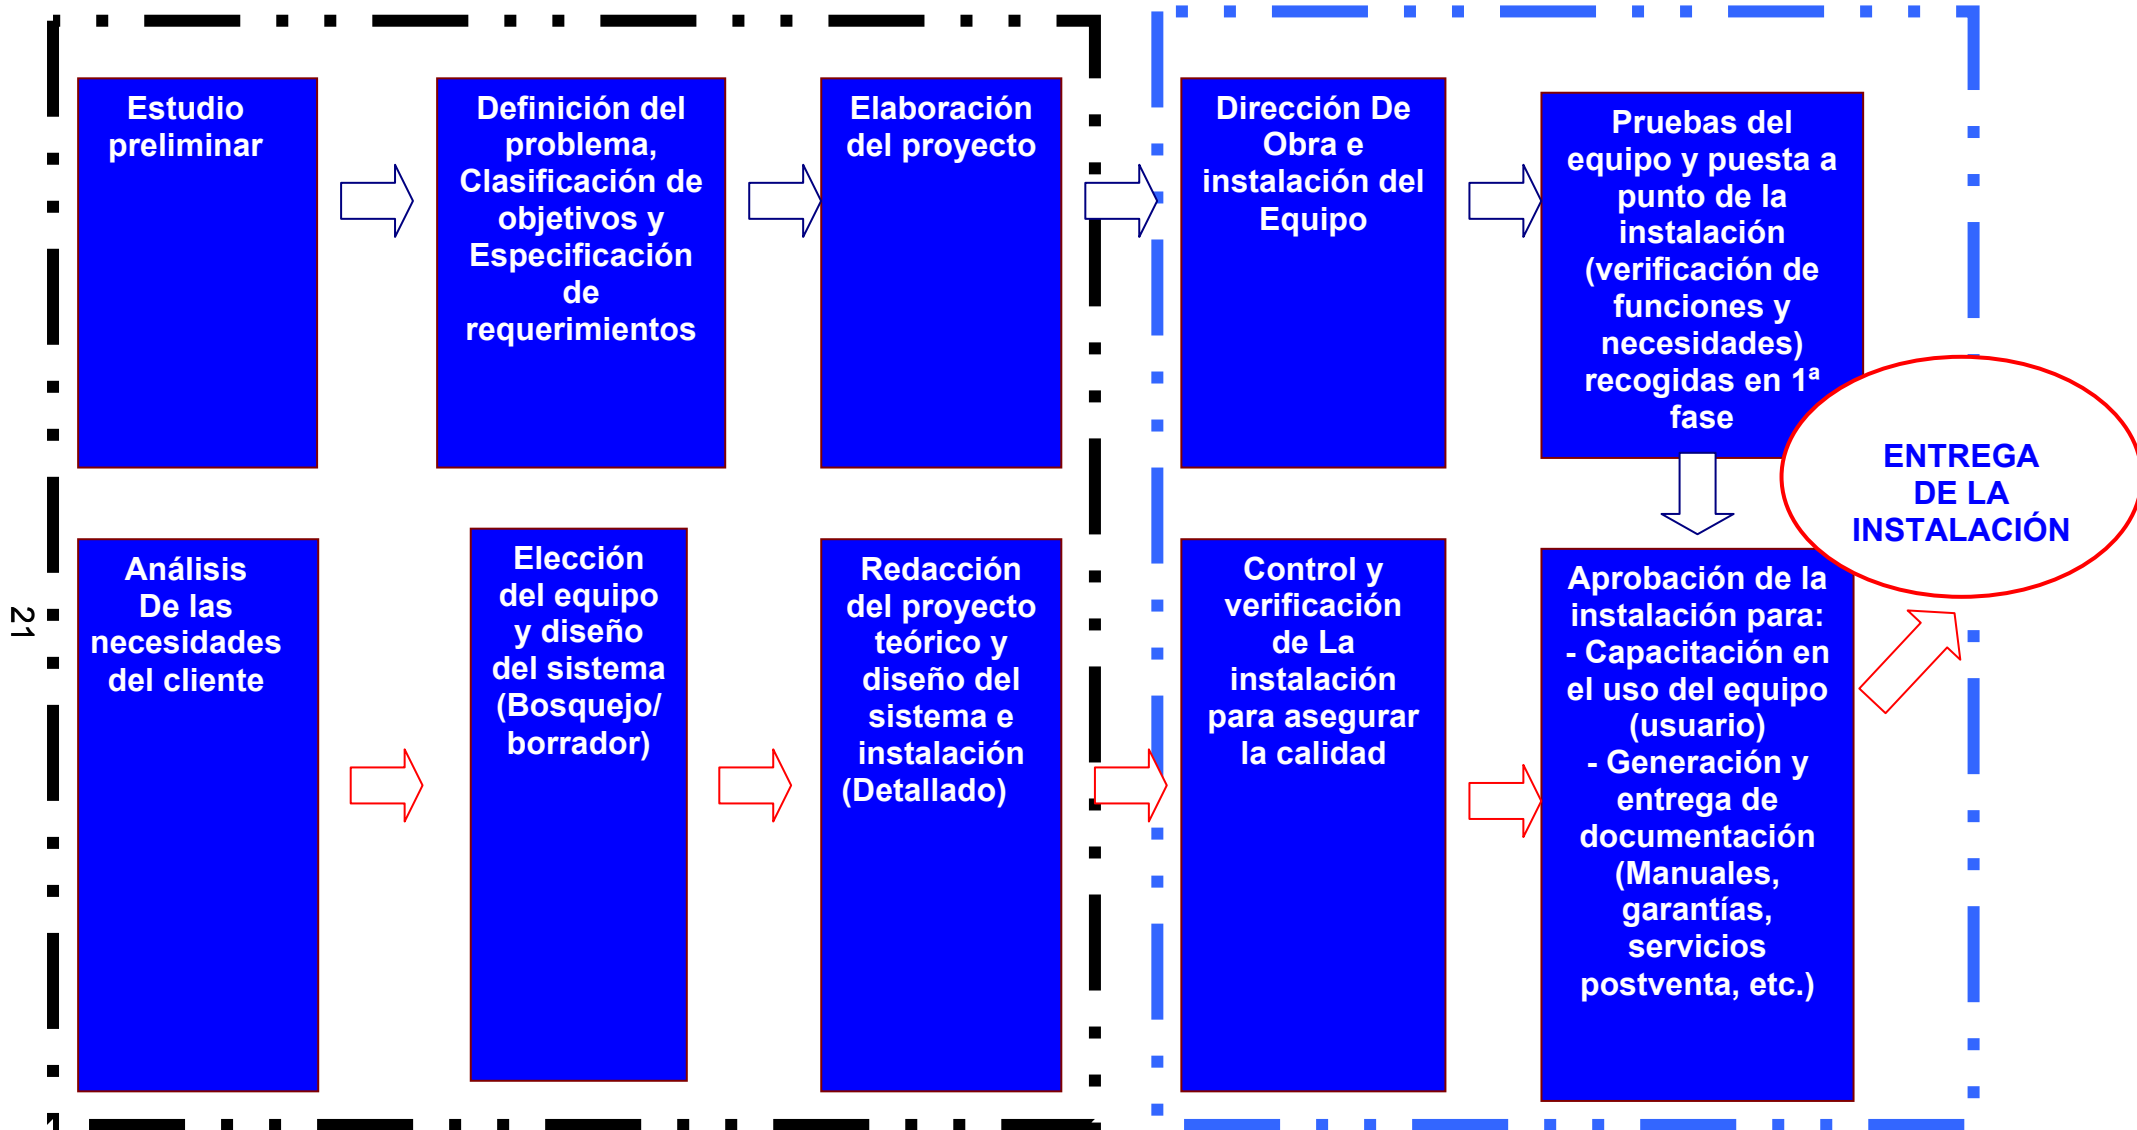 Estudio
preliminar
Definición del
problema,
Clasificación de
objetivos y
Especificación
de
requerimientos
Elaboración
del proyecto
Dirección De
Obra e
instalación del
Equipo
Pruebas del
equipo y puesta a
punto de la
instalación
(verificación de
funciones y
necesidades)
recogidas en 1ª
fase
ENTREGA
DE LA
INSTALACIÓN
Análisis
De las
necesidades
del cliente
Elección
del equipo
y diseño
del sistema
(Bosquejo/
borrador)
Redacción
del proyecto
teórico y
diseño del
sistema e
instalación
(Detallado)
Control y
verificación
de La
instalación
para asegurar
la calidad
Aprobación de la
instalación para:
- Capacitación en
el uso del equipo
(usuario)
- Generación y
entrega de
documentación
(Manuales,
garantías,
servicios
postventa, etc.)
21